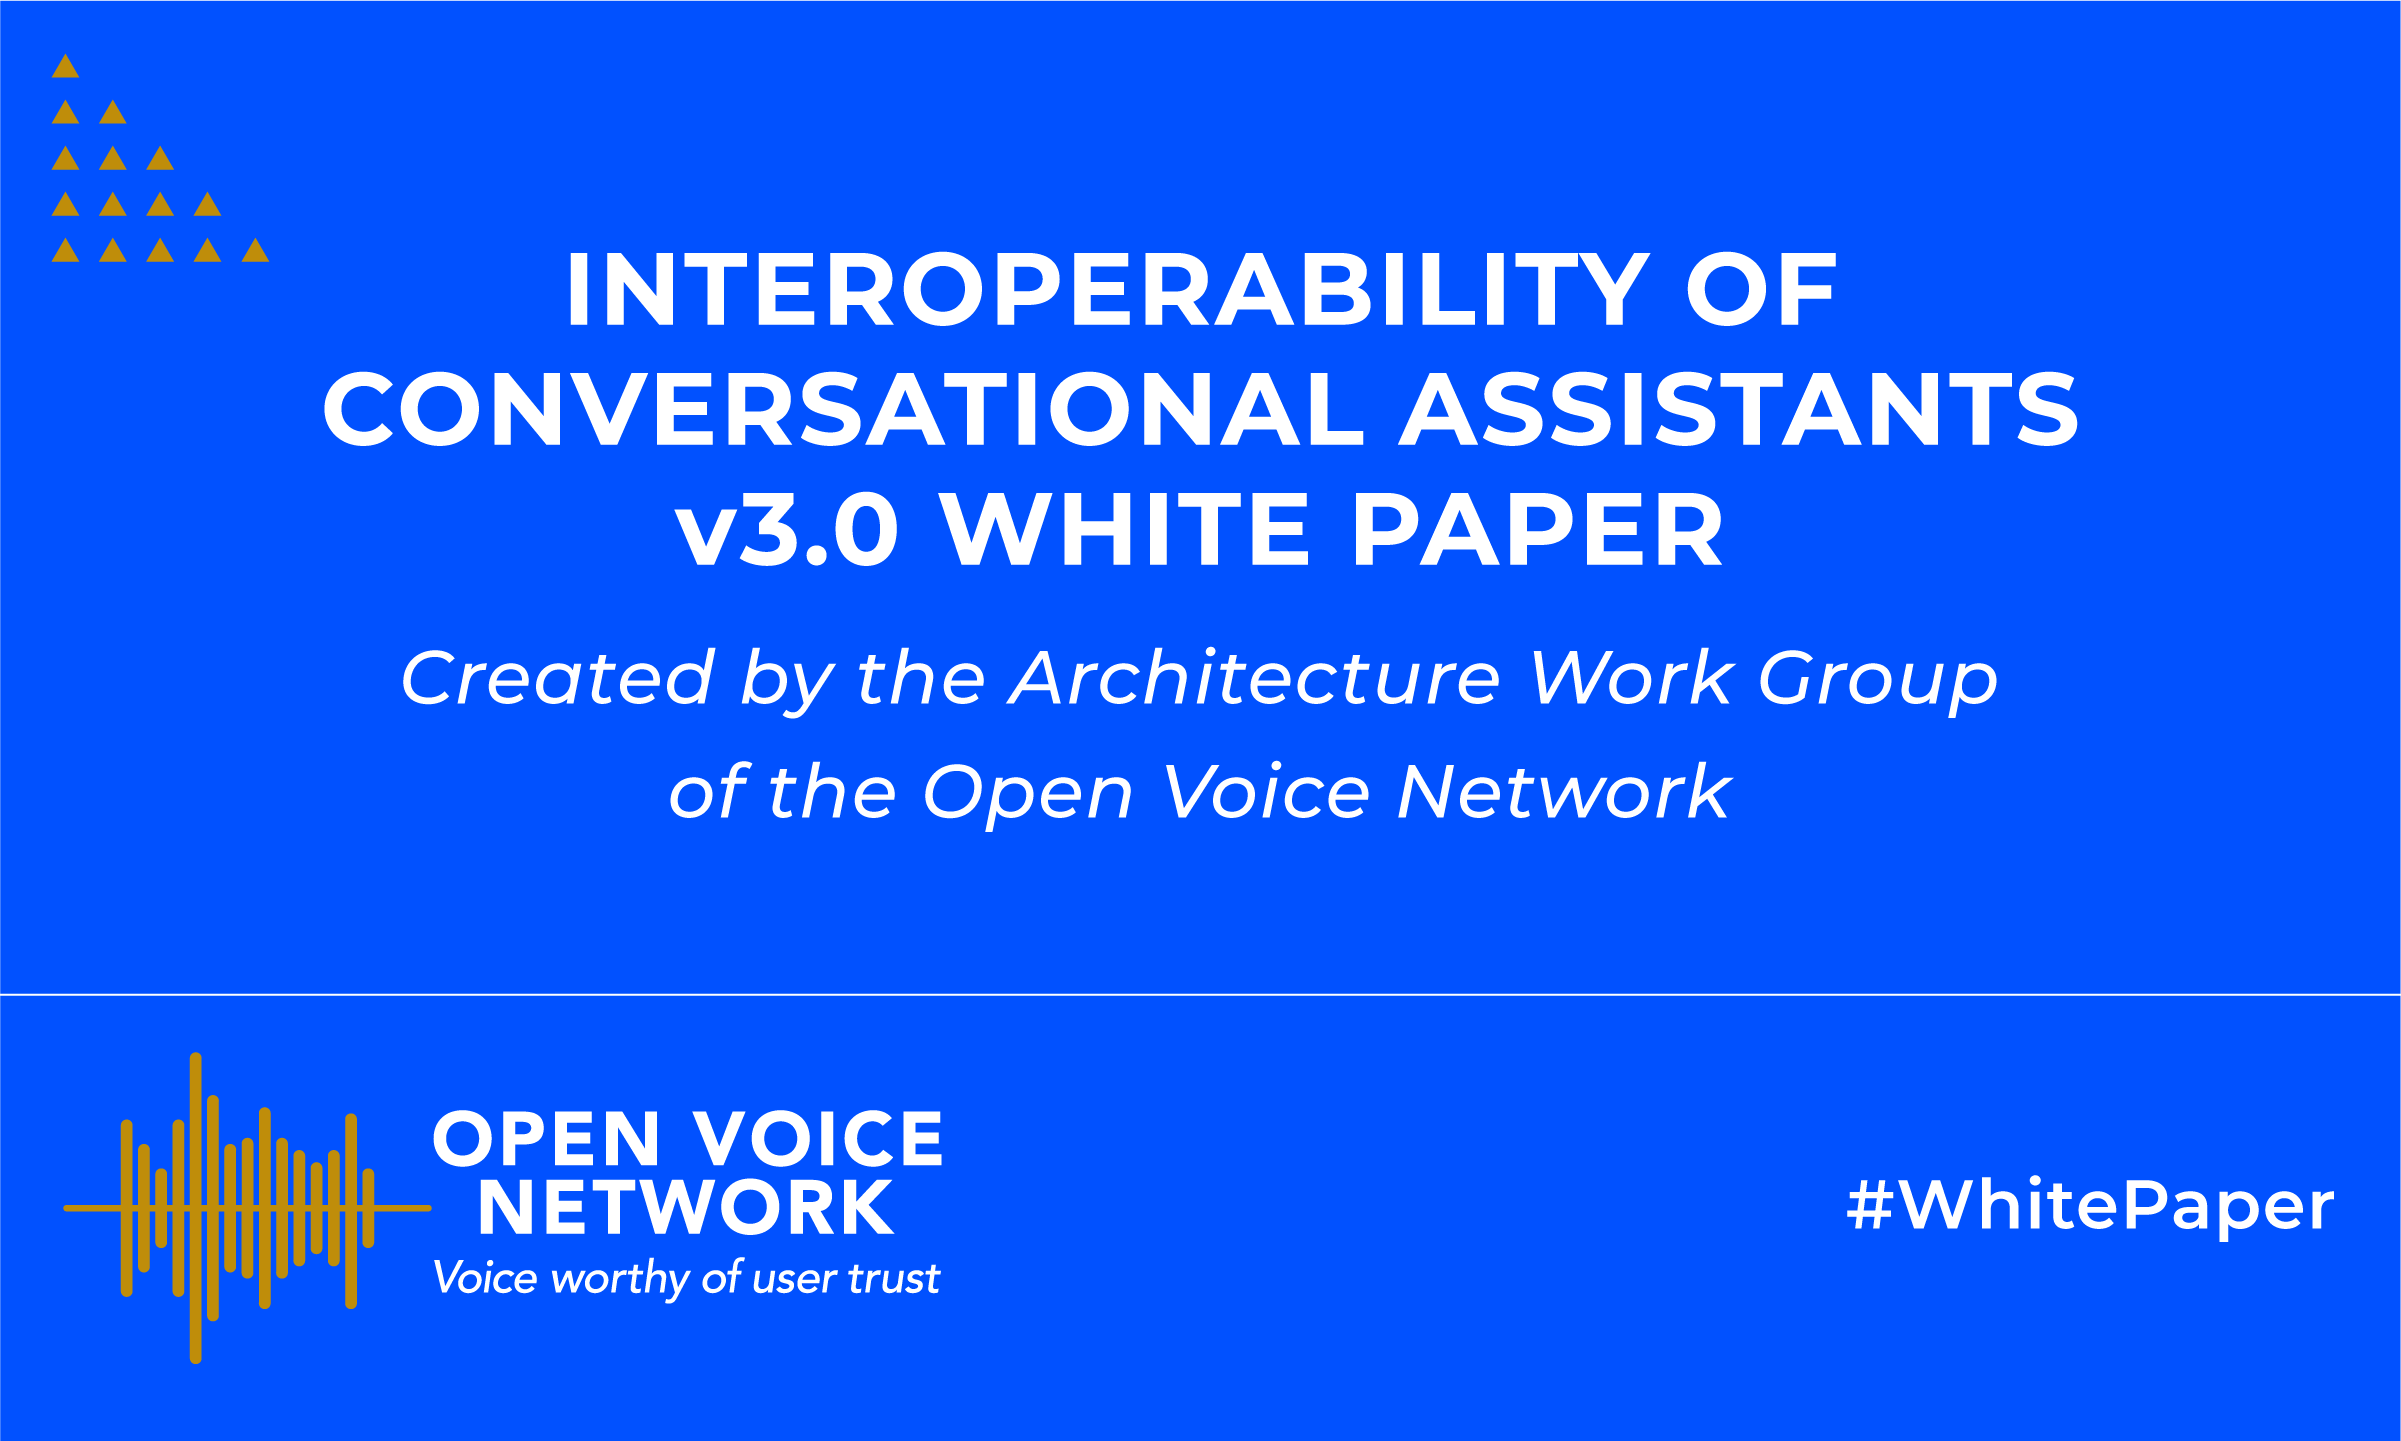 INTEROPERABILITY OF
CONVERSATIONAL ASSISTANTS
v3.0 WHITE PAPER
Created by the Architecture Work Group
of the Open Voice Network
OPEN VOICE
NETWORK
Voice worthy of user trust
#WhitePaper